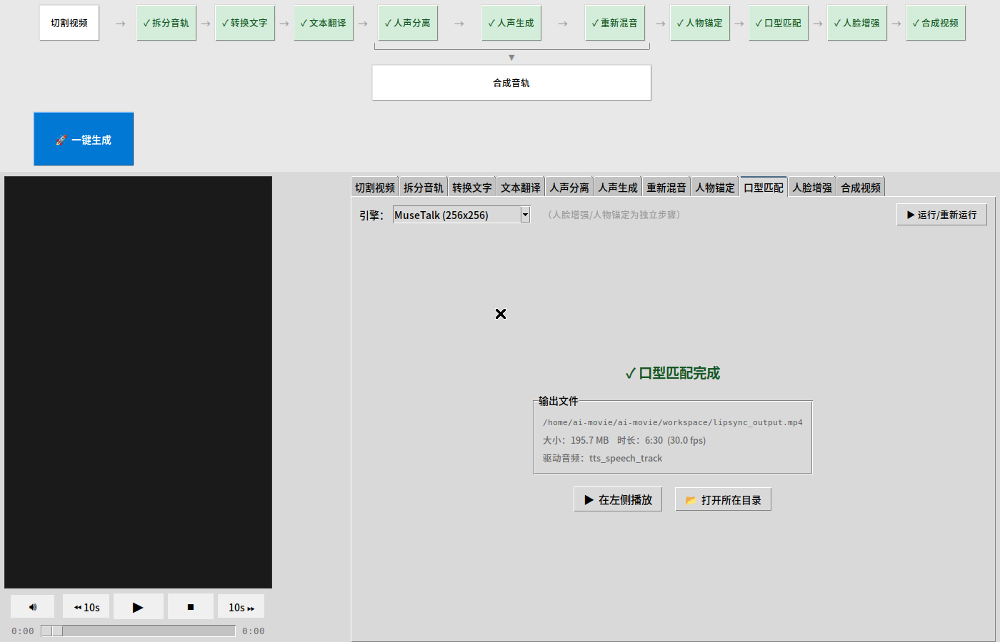 切割视频 → ✓拆分音轨 → ✓转换文字 → ✓文本翻译 → ✓人声分离 → ✓人声生成 → ✓重新混音 → ✓人物锚定 → ✓口型匹配 → ✓人脸增强 → ✓合成视频
▼
合成音轨
🚀 一键生成
切割视频 拆分音轨 转换文字 文本翻译 人声分离 人声生成 重新混音 人物锚定 口型匹配 人脸增强 合成视频
引擎： MuseTalk (256x256) （人脸增强/人物锚定为独立步骤） ▶ 运行/重新运行
✓ 口型匹配完成
输出文件
/home/ai-movie/ai-movie/workspace/lipsync_output.mp4
大小：195.7 MB 时长：6:30 (30.0 fps)
驱动音频：tts_speech_track
▶ 在左侧播放 📂 打开所在目录
🔊 ⏪ 10s ▶ ■ 10s ⏩
0:00 0:00